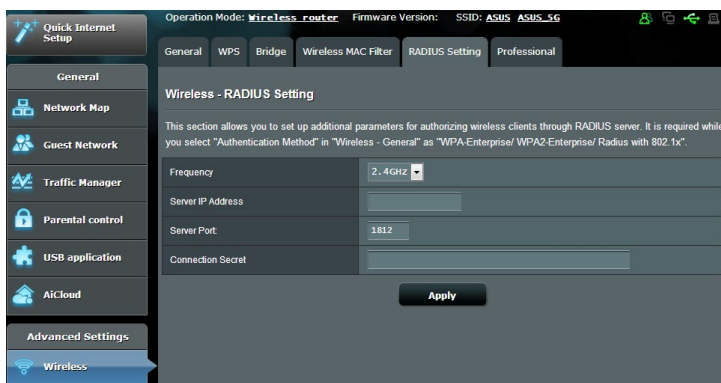 Quick Internet
Setup
Operation Mode: Wireless router Firmware Version: SSID: ASUS ASUS_5G
General WPS Bridge Wireless MAC Filter RADIUS Setting Professional
General
Network Map
Guest Network
Traffic Manager
Parental control
USB application
AiCloud
Advanced Settings
Wireless
Wireless - RADIUS Setting
This section allows you to set up additional parameters for authorizing wireless clients through RADIUS server. It is required while
you select "Authentication Method" in "Wireless - General" as "WPA-Enterprise/ WPA2-Enterprise/ Radius with 802.1x".
Frequency 2.4GHz
Server IP Address
Server Port: 1812
Connection Secret
Apply